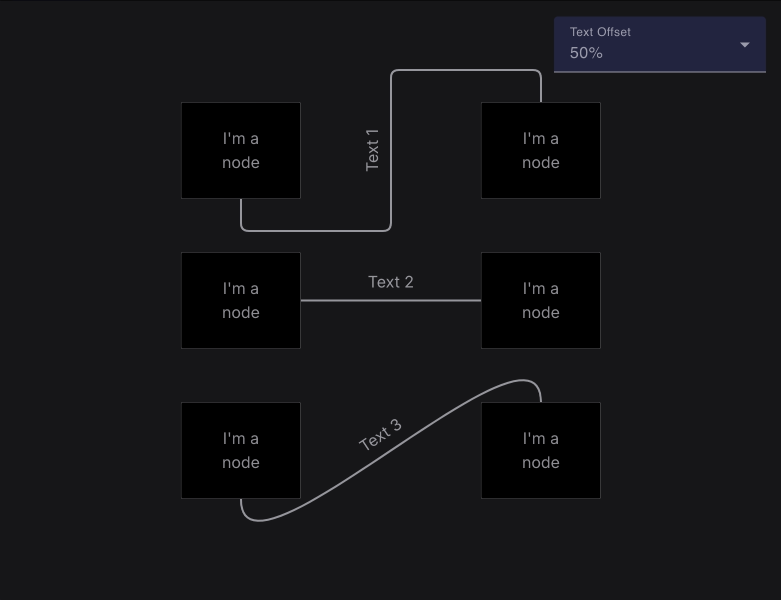 Text Offset
50%
I'm a
node
Text 1
I'm a
node
I'm a
node
Text 2
I'm a
node
I'm a
node
Text 3
I'm a
node